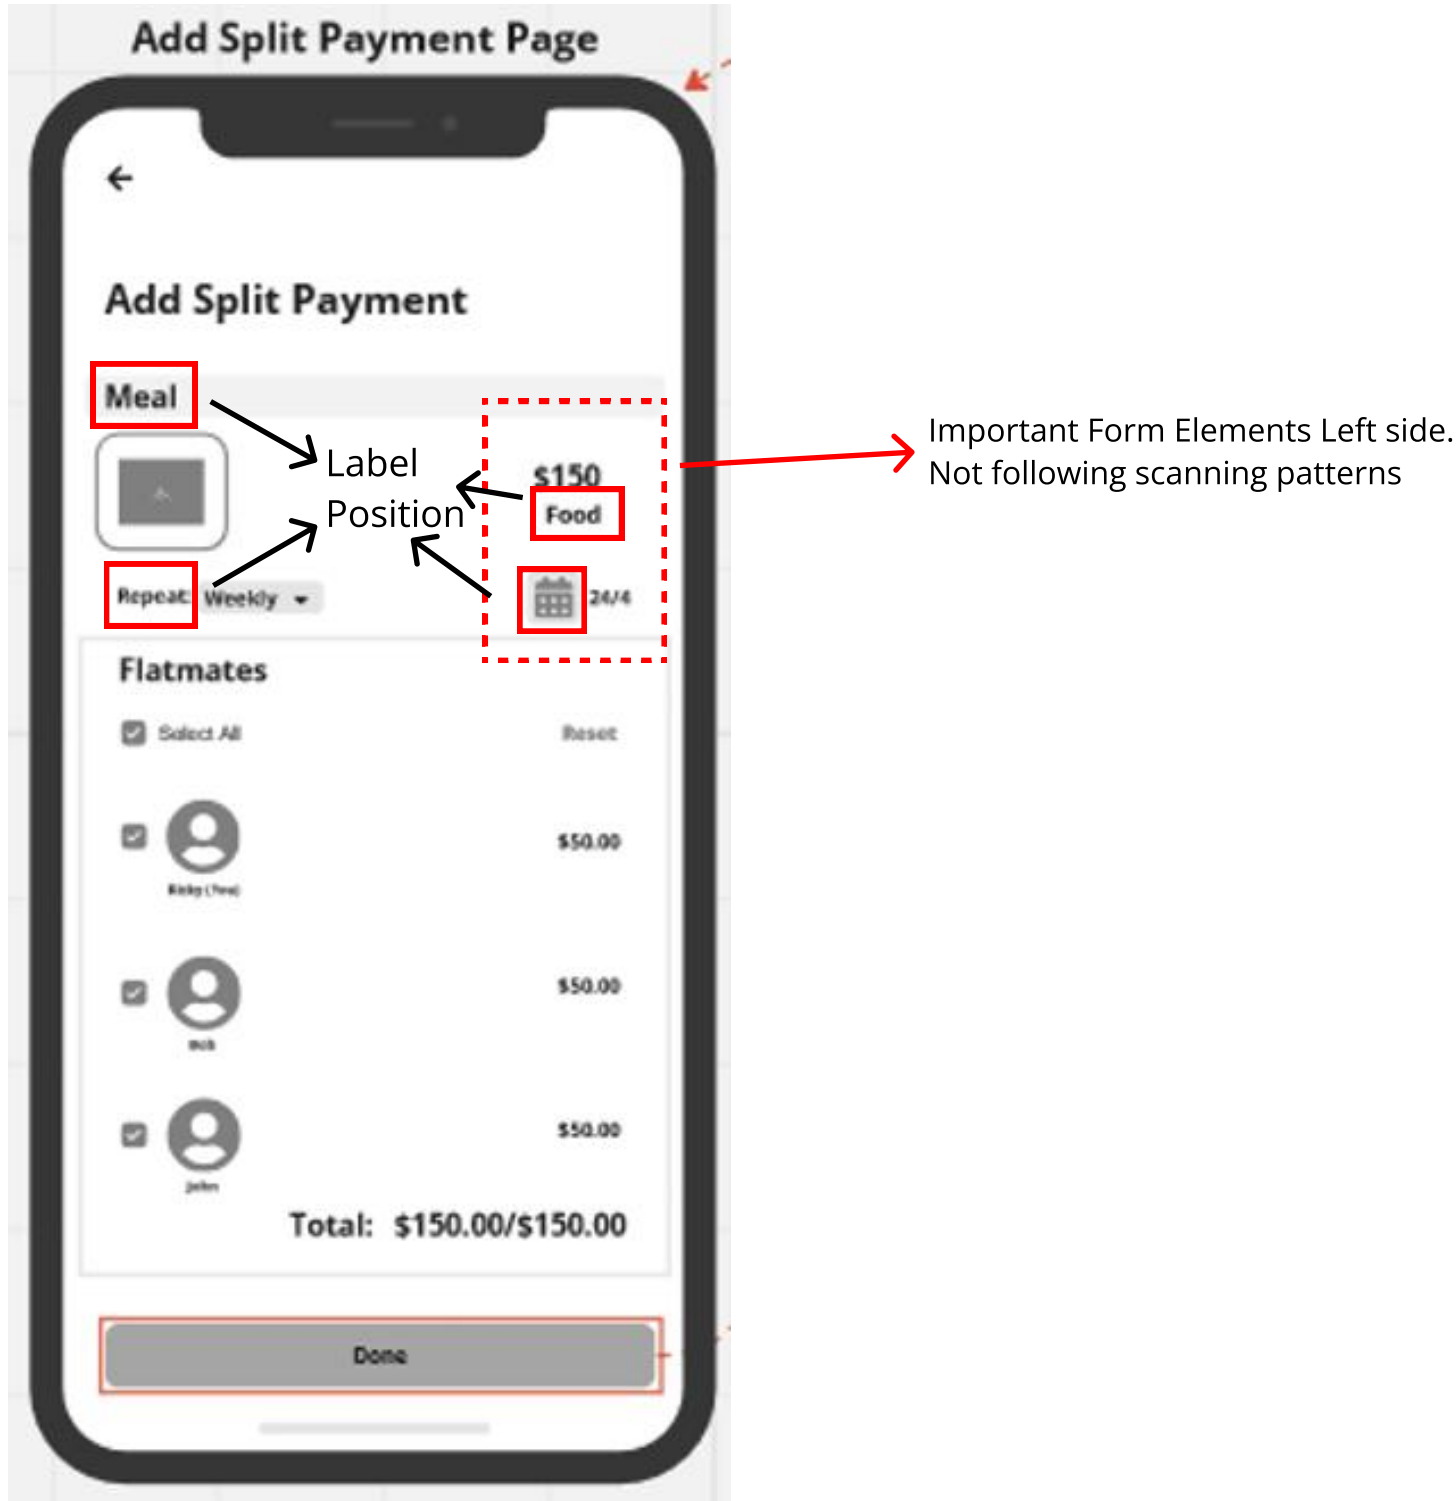 Add Split Payment Page
Add Split Payment
Meal
Label
Position
$150
Food
Important Form Elements Left side.
Not following scanning patterns
Repeat: Weekly
24/4
Flatmates
Select All
Reset
(You)
$50.00
Bob
$50.00
John
$50.00
Total: $150.00/$150.00
Done